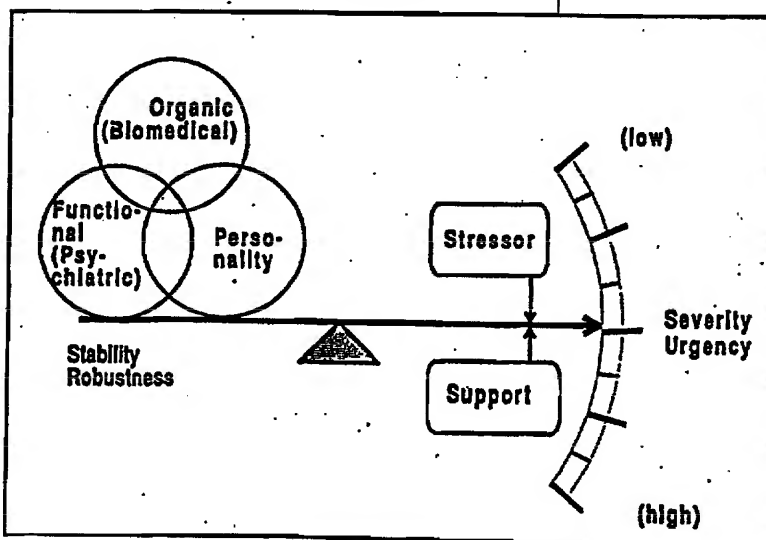 Organic
(Biomedical)
Functio-
nal
(Psy-
chiatric)
Perso-
nality
Stability
Robustness
Stressor
Support
(low)
Severity
Urgency
(high)